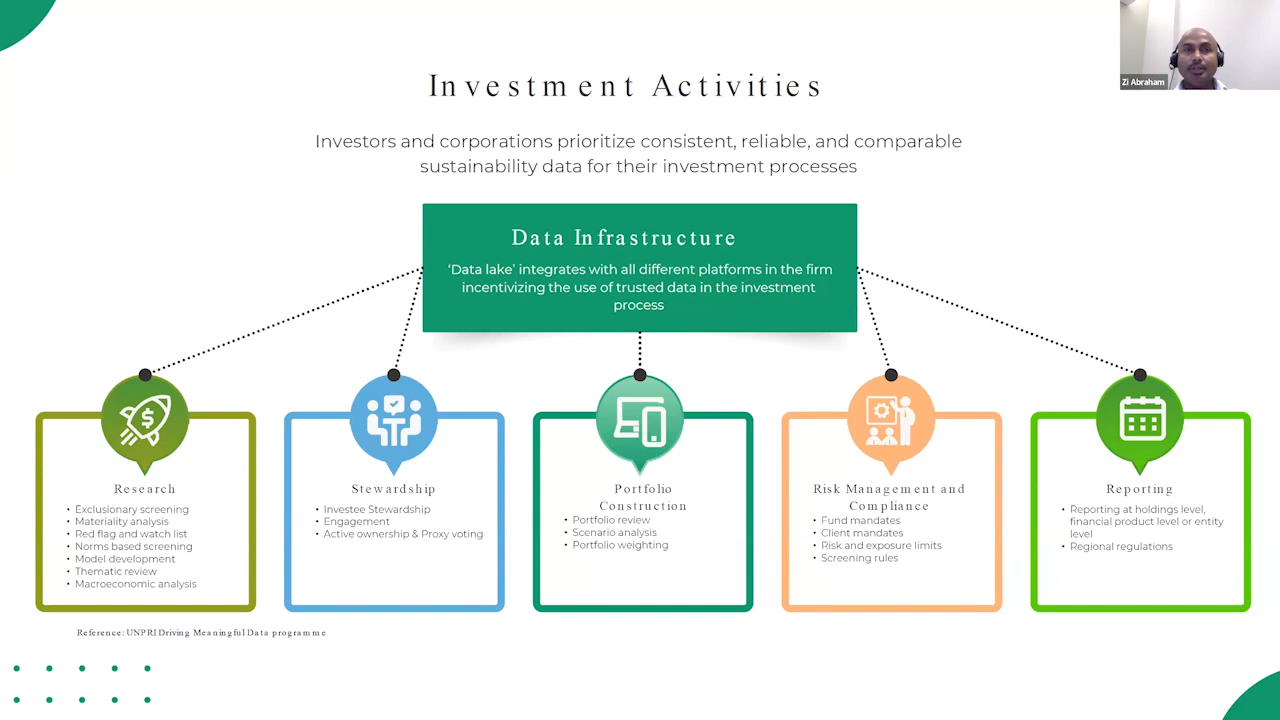 Zi Abraham
Investment Activities
Investors and corporations prioritize consistent, reliable, and comparable
sustainability data for their investment processes
Data Infrastructure
‘Data lake’ integrates with all different platforms in the firm
incentivizing the use of trusted data in the investment
process
Research
• Exclusionary screening
• Materiality analysis
• Red flag and watch list
• Norms based screening
• Model development
• Thematic review
• Macroeconomic analysis
Stewardship
• Investee Stewardship
• Engagement
• Active ownership & Proxy voting
Portfolio
Construction
• Portfolio review
• Scenario analysis
• Portfolio weighting
Risk Management and
Compliance
• Fund mandates
• Client mandates
• Risk and exposure limits
• Screening rules
Reporting
• Reporting at holdings level,
financial product level or entity
level
• Regional regulations
Reference: UNPRI Driving Meaningful Data programme